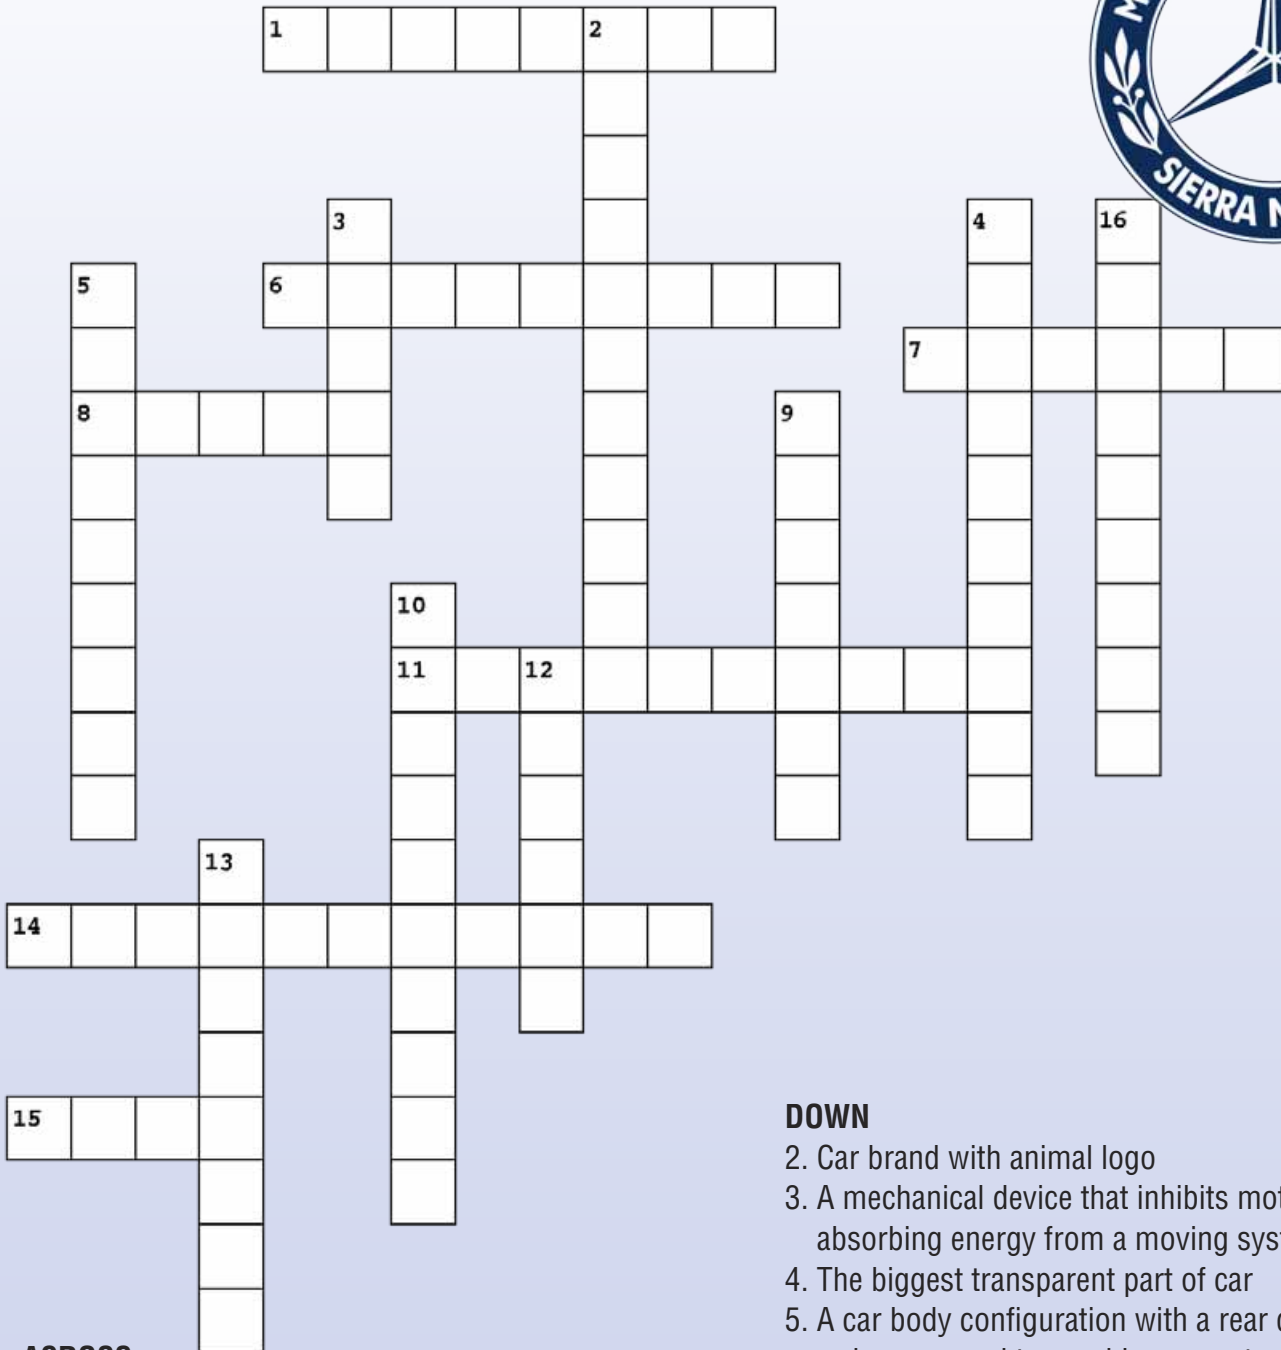 1 2
M
SIERRA N
3 4 16
5 6
7
8 9
10
11 12
13
14
15
DOWN
2. Car brand with animal logo
3. A mechanical device that inhibits mot
absorbing energy from a moving sys
4. The biggest transparent part of car
5. A car body configuration with a rear